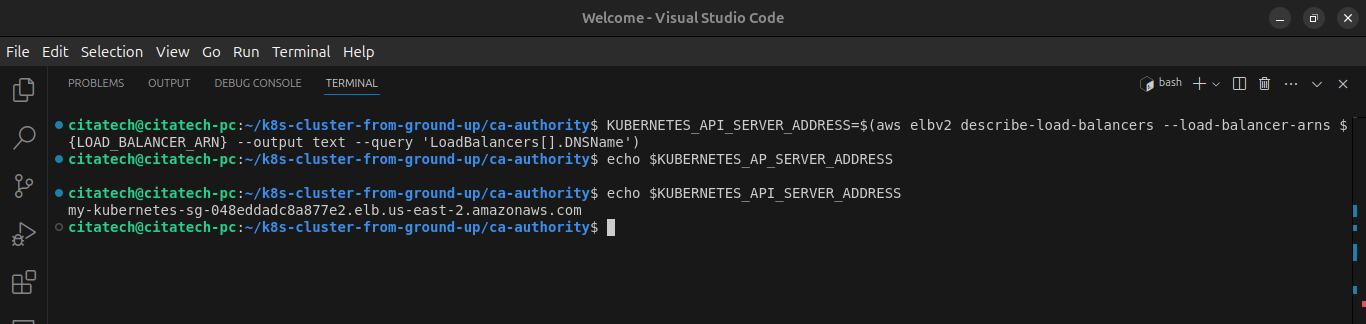 Welcome - Visual Studio Code
File Edit Selection View Go Run Terminal Help
PROBLEMS OUTPUT DEBUG CONSOLE TERMINAL bash
citatech@citatech-pc:~/k8s-cluster-from-ground-up/ca-authority$ KUBERNETES_API_SERVER_ADDRESS=$(aws elbv2 describe-load-balancers --load-balancer-arns $
{LOAD_BALANCER_ARN} --output text --query 'LoadBalancers[].DNSName')
citatech@citatech-pc:~/k8s-cluster-from-ground-up/ca-authority$ echo $KUBERNETES_AP_SERVER_ADDRESS
citatech@citatech-pc:~/k8s-cluster-from-ground-up/ca-authority$ echo $KUBERNETES_API_SERVER_ADDRESS
my-kubernetes-sg-048eddadc8a877e2.elb.us-east-2.amazonaws.com
citatech@citatech-pc:~/k8s-cluster-from-ground-up/ca-authority$